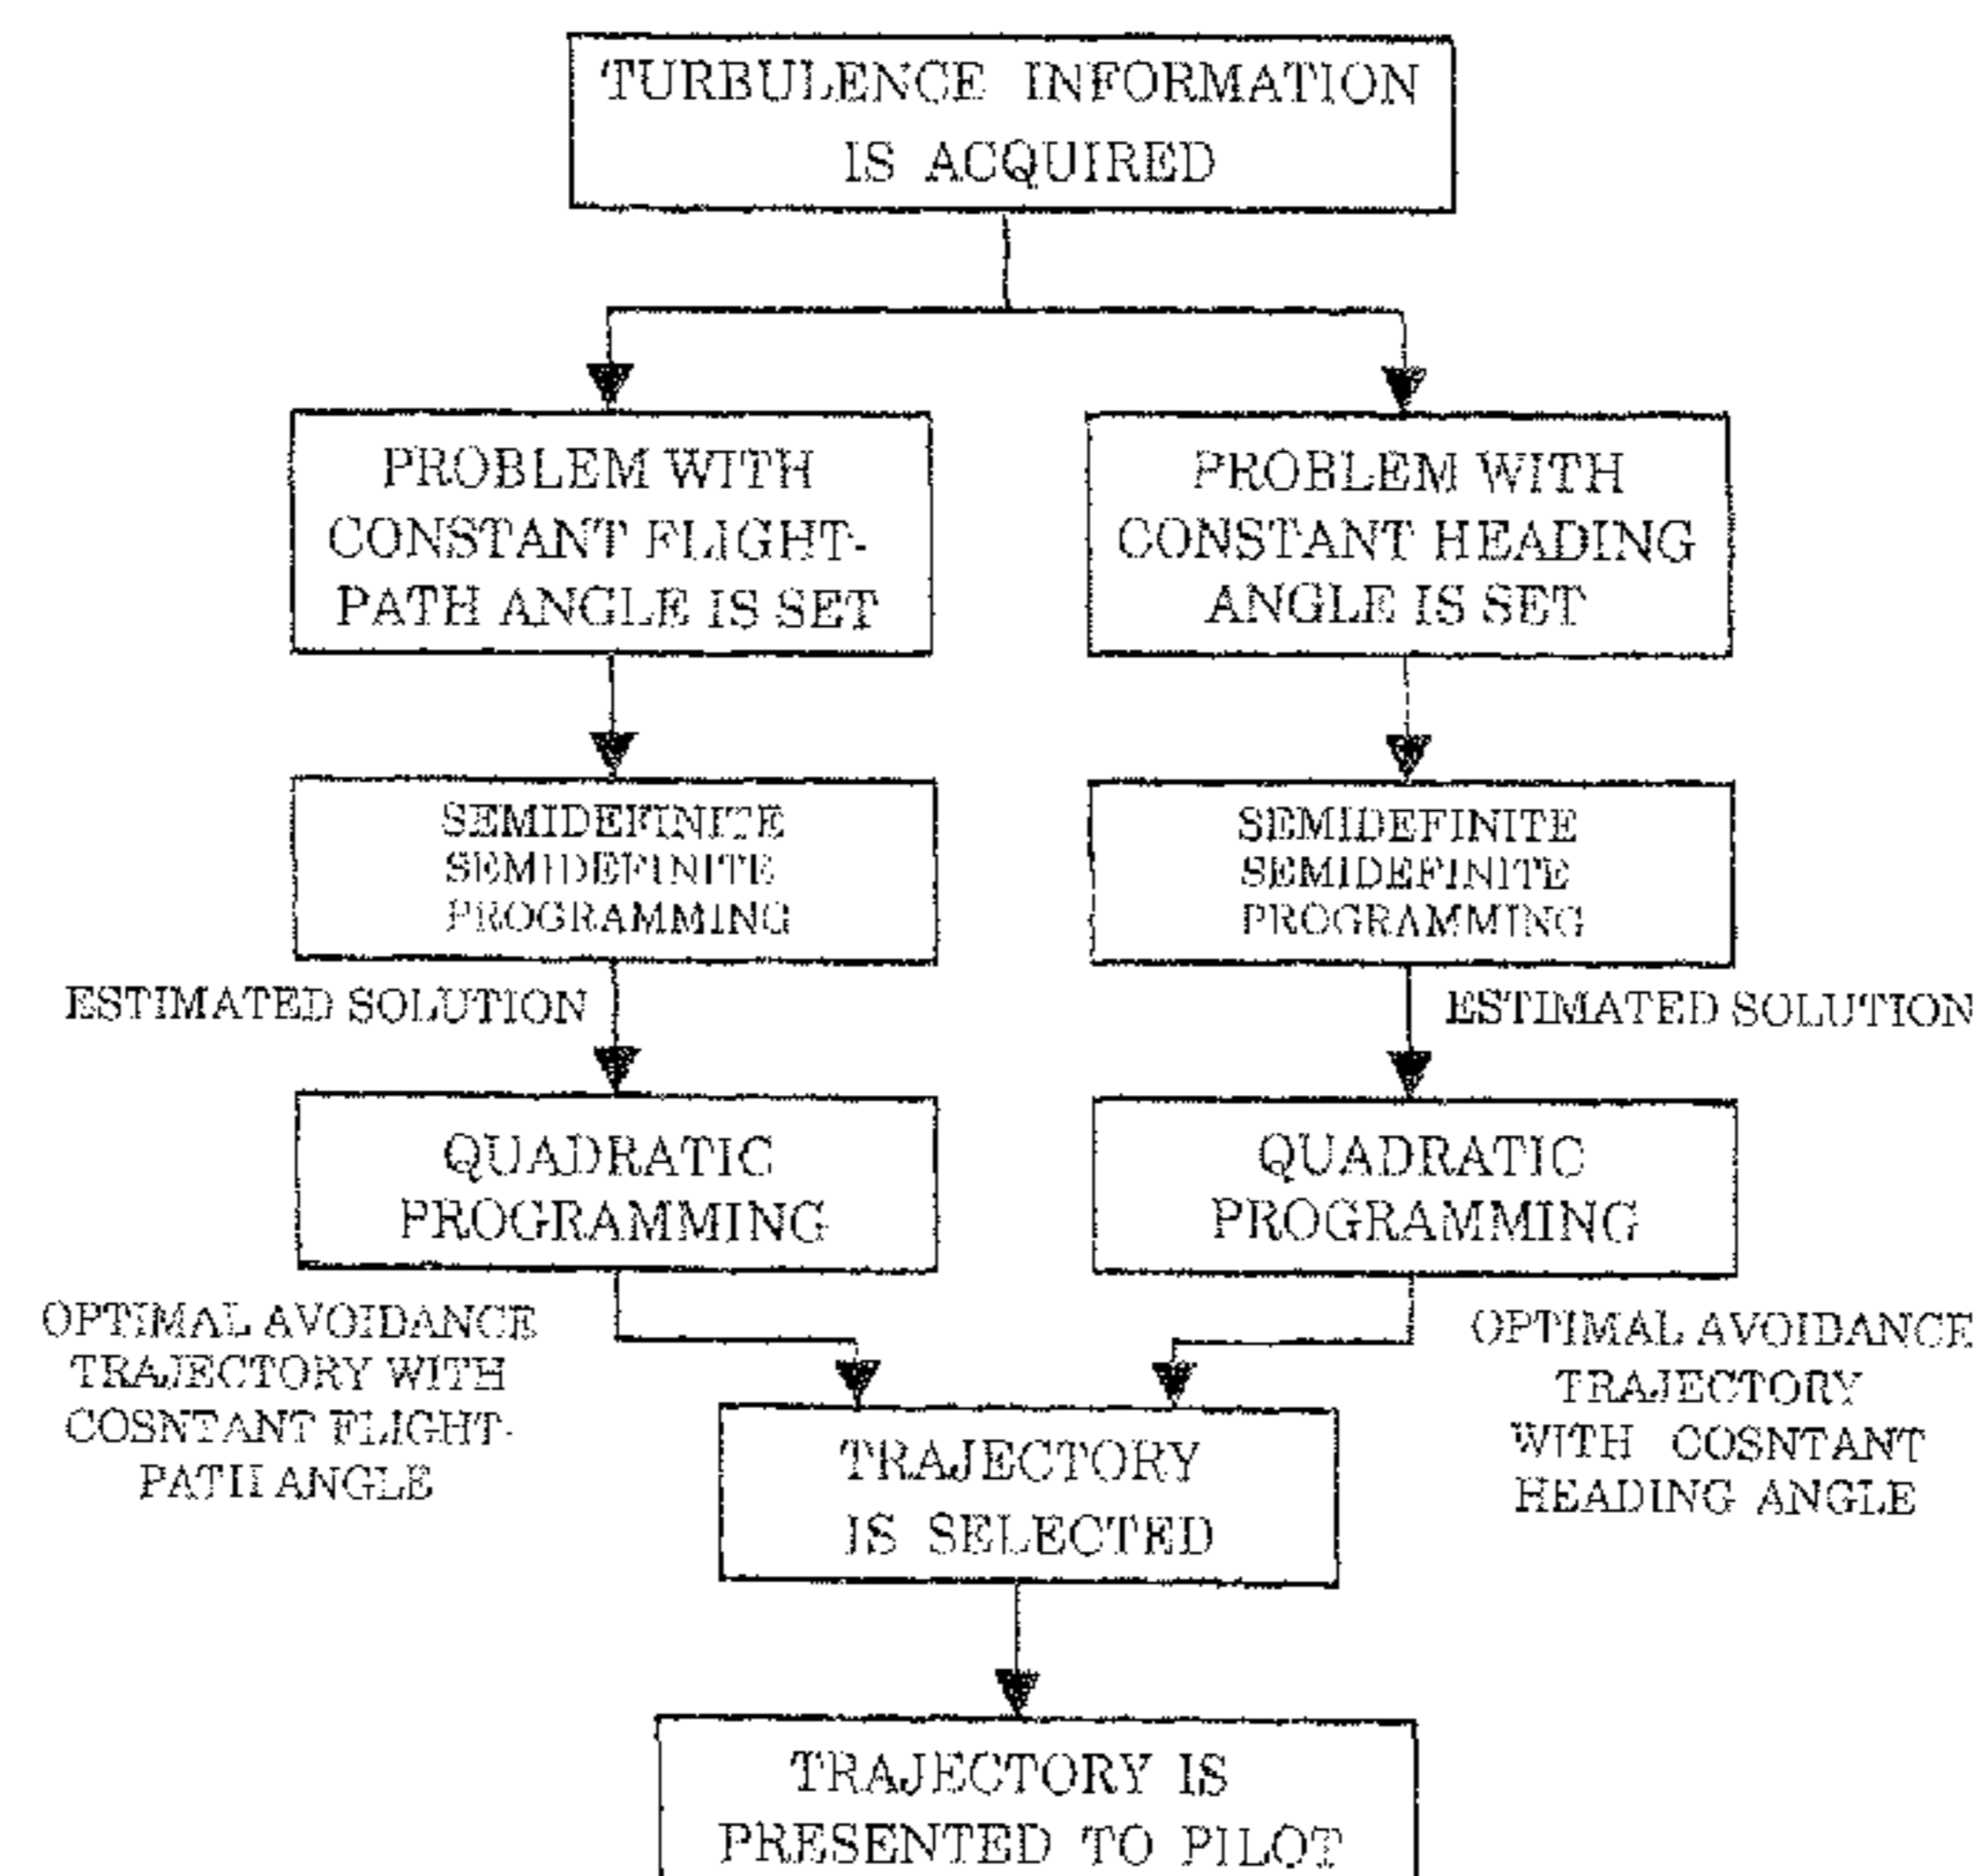 TURBULENCE INFORMATION
IS ACQUIRED
PROBLEM WITH
CONSTANT FLIGHT-
PATH ANGLE IS SET
PROBLEM WITH
CONSTANT HEADING
ANGLE IS SET
SEMIDEFINITE
SEMIDEFINITE
PROGRAMMING
SEMIDEFINITE
SEMIDEFINITE
PROGRAMMING
ESTIMATED SOLUTION
ESTIMATED SOLUTION
QUADRATIC
PROGRAMMING
QUADRATIC
PROGRAMMING
OPTIMAL AVOIDANCE
TRAJECTORY WITH
COSNTANT FLIGHT-
PATH ANGLE
OPTIMAL AVOIDANCE
TRAJECTORY
WITH COSNTANT
HEADING ANGLE
TRAJECTORY
IS SELECTED
TRAJECTORY IS
PRESENTED TO PILOT